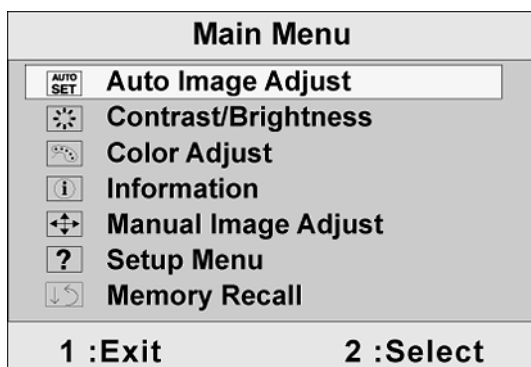 Main Menu
AUTO SET Auto Image Adjust
Contrast/Brightness
Color Adjust
i Information
Manual Image Adjust
? Setup Menu
Memory Recall
1 :Exit 2 :Select